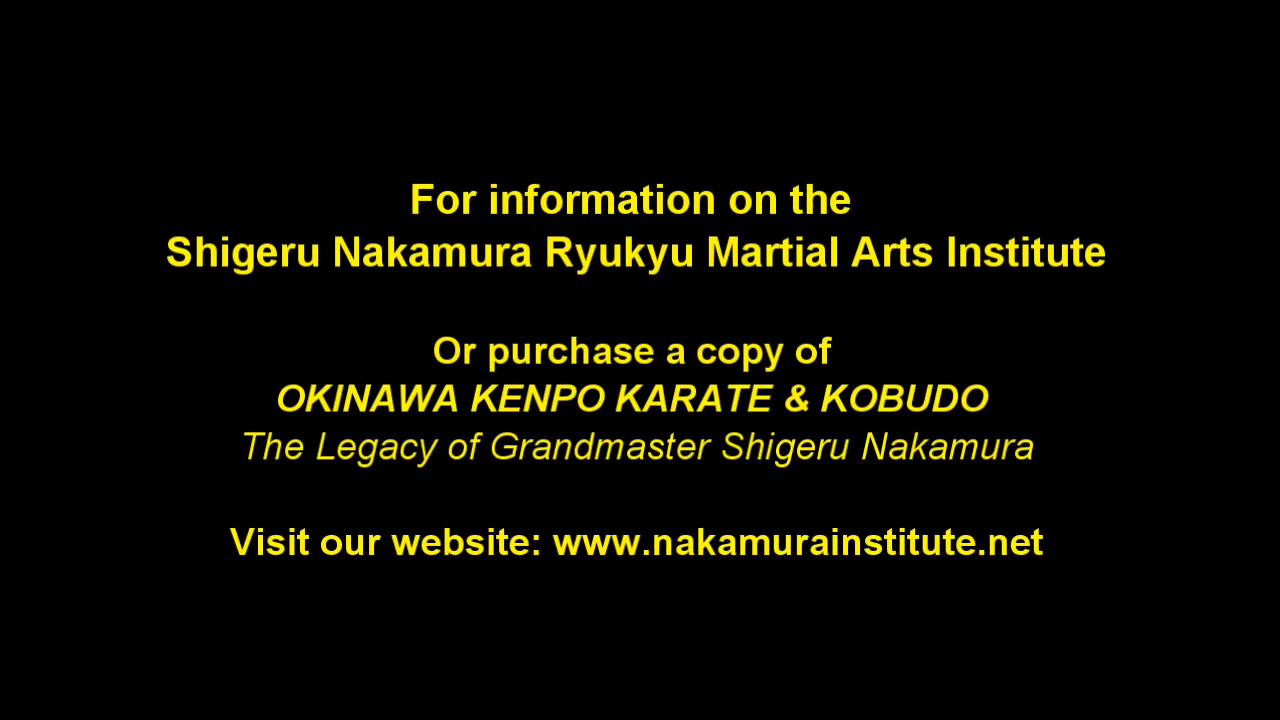 For information on the
Shigeru Nakamura Ryukyu Martial Arts Institute
Or purchase a copy of
OKINAWA KENPO KARATE & KOBUDO
The Legacy of Grandmaster Shigeru Nakamura
Visit our website: www.nakamurainstitute.net